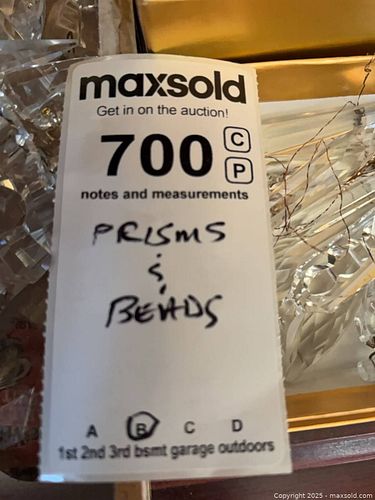 maxsold
Get in on the auction!
700 C
P
notes and measurements
PRISMS
&
BEADS
A B C D
1st 2nd 3rd bsmt garage outdoors
© Copyright 2025 - maxsold.com